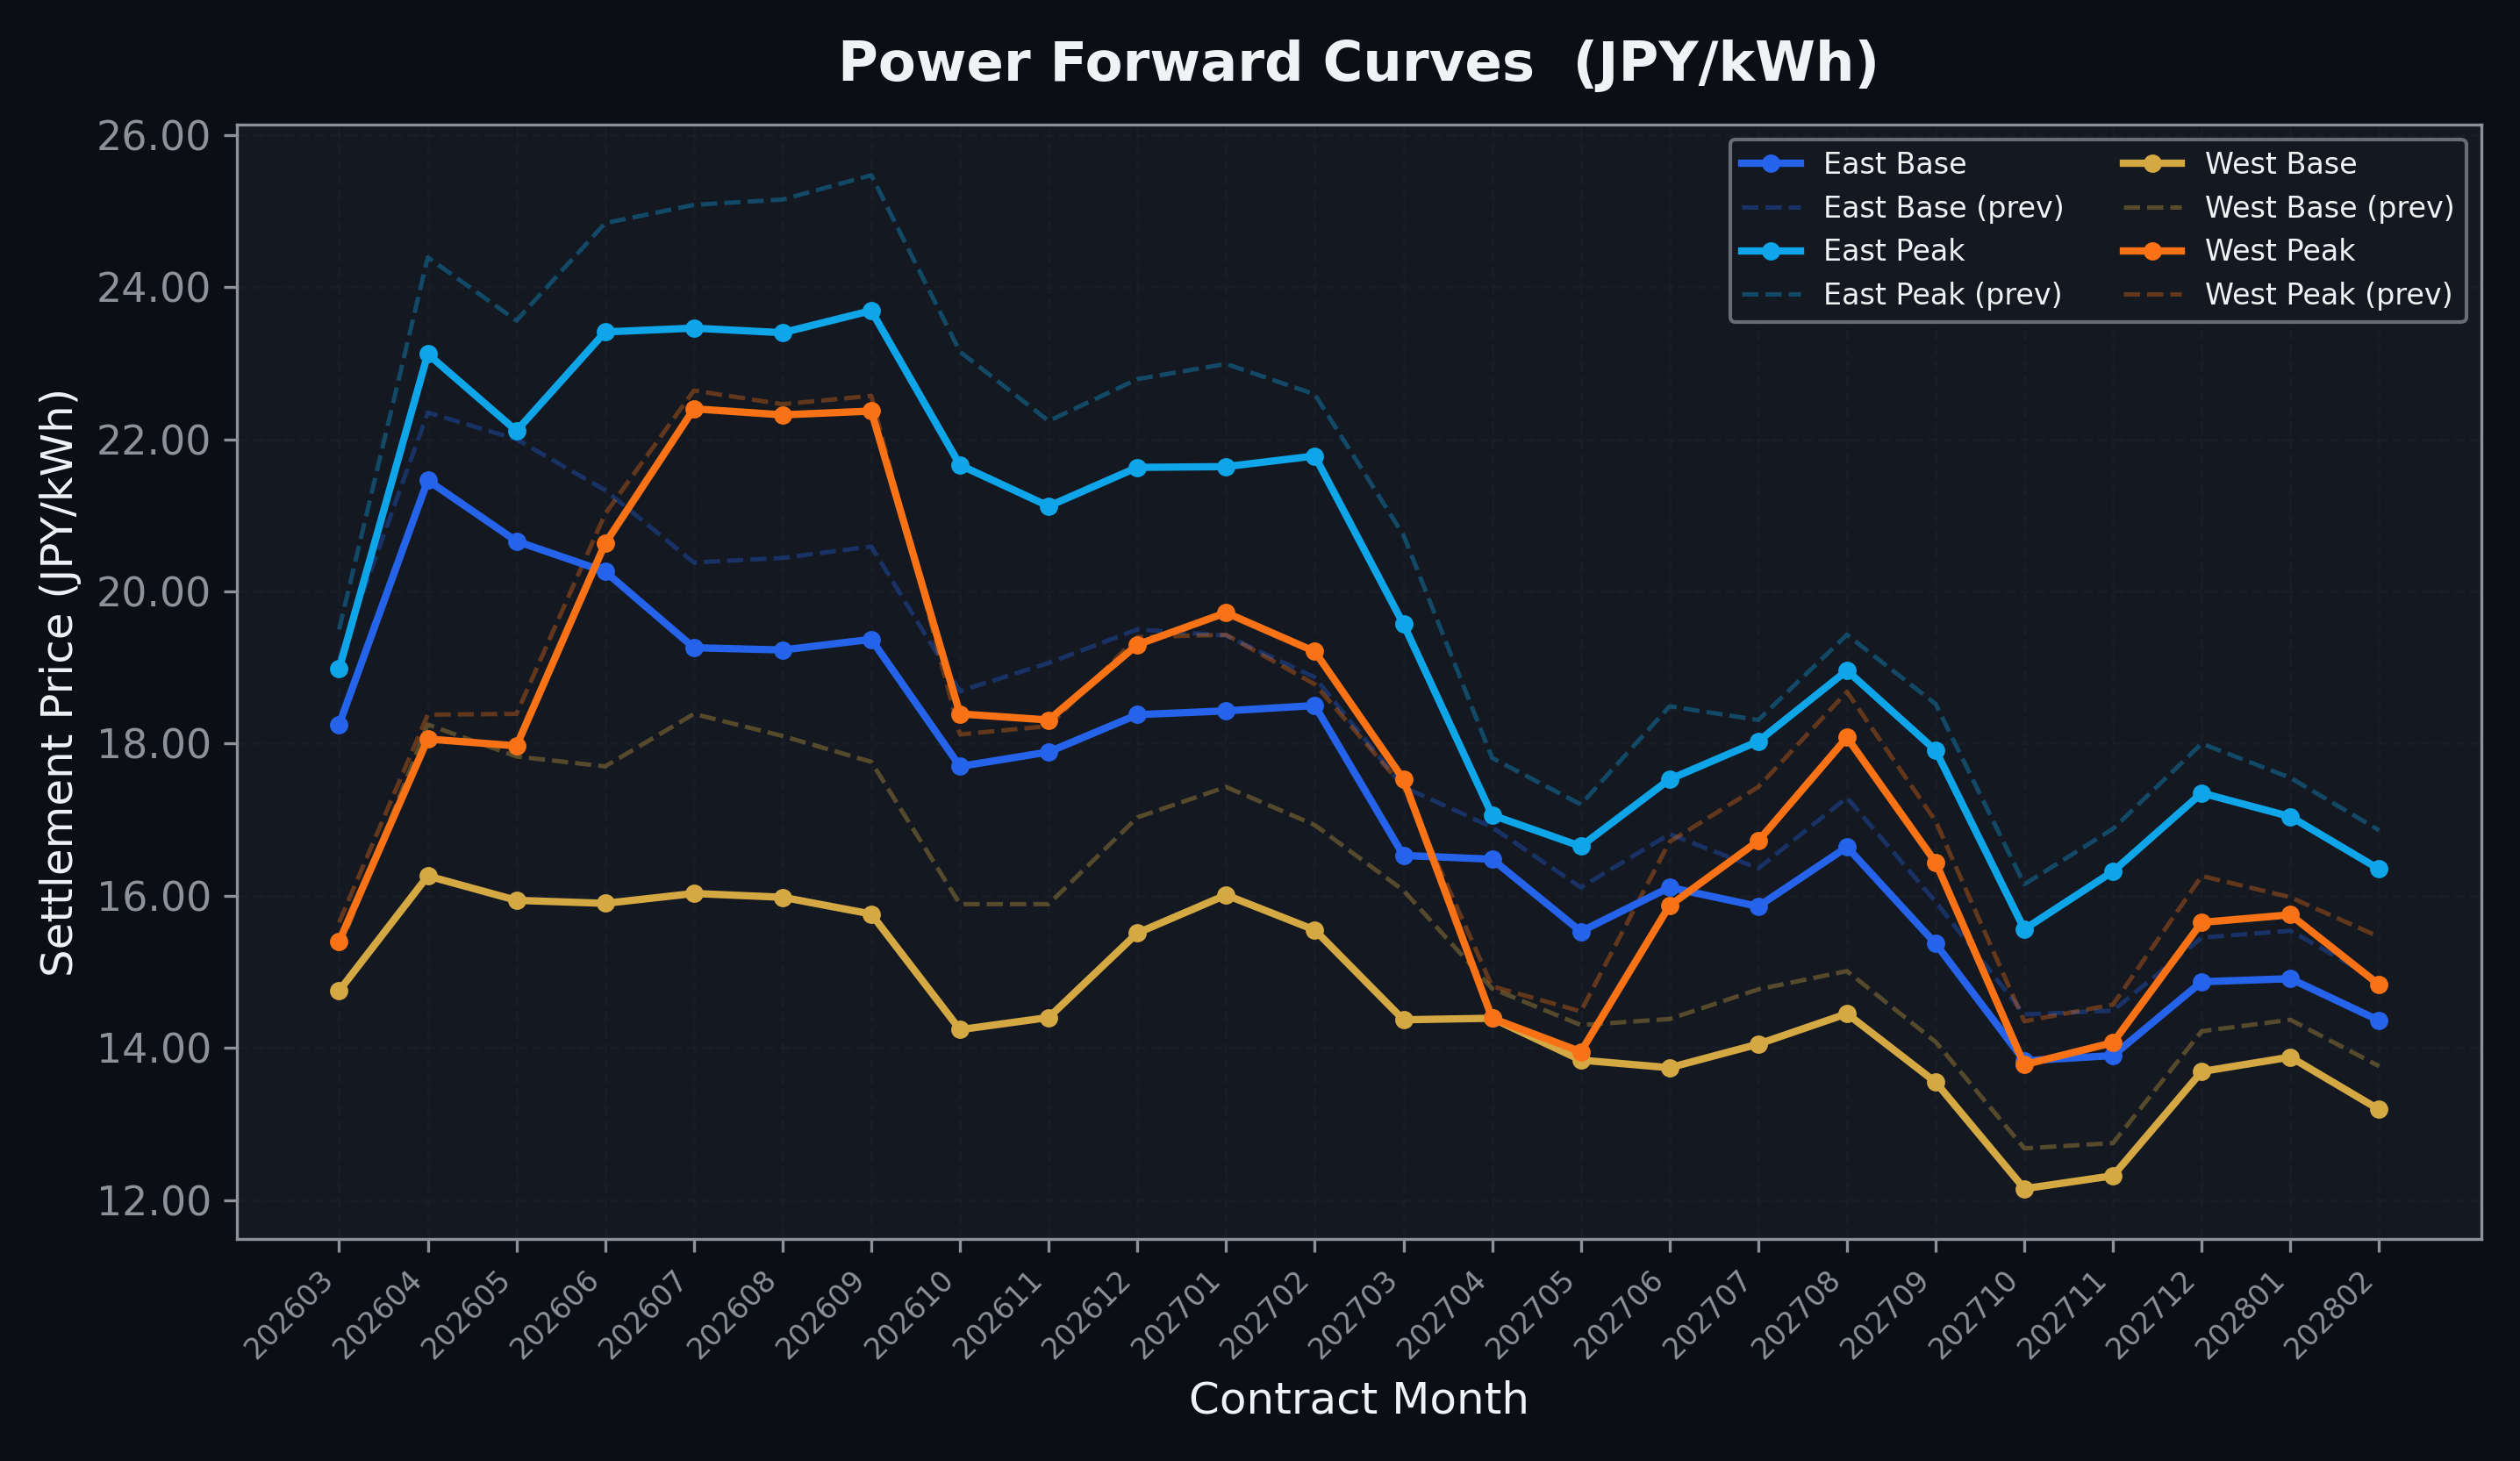 Power Forward Curves  (JPY/kWh)
Settlement Price (JPY/kWh)
26.00
24.00
22.00
20.00
18.00
16.00
14.00
12.00
East Base
East Base (prev)
East Peak
East Peak (prev)
West Base
West Base (prev)
West Peak
West Peak (prev)
202603
202604
202605
202606
202607
202608
202609
202610
202611
202612
202701
202702
202703
202704
202705
202706
202707
202708
202709
202710
202711
202712
202801
202802
Contract Month